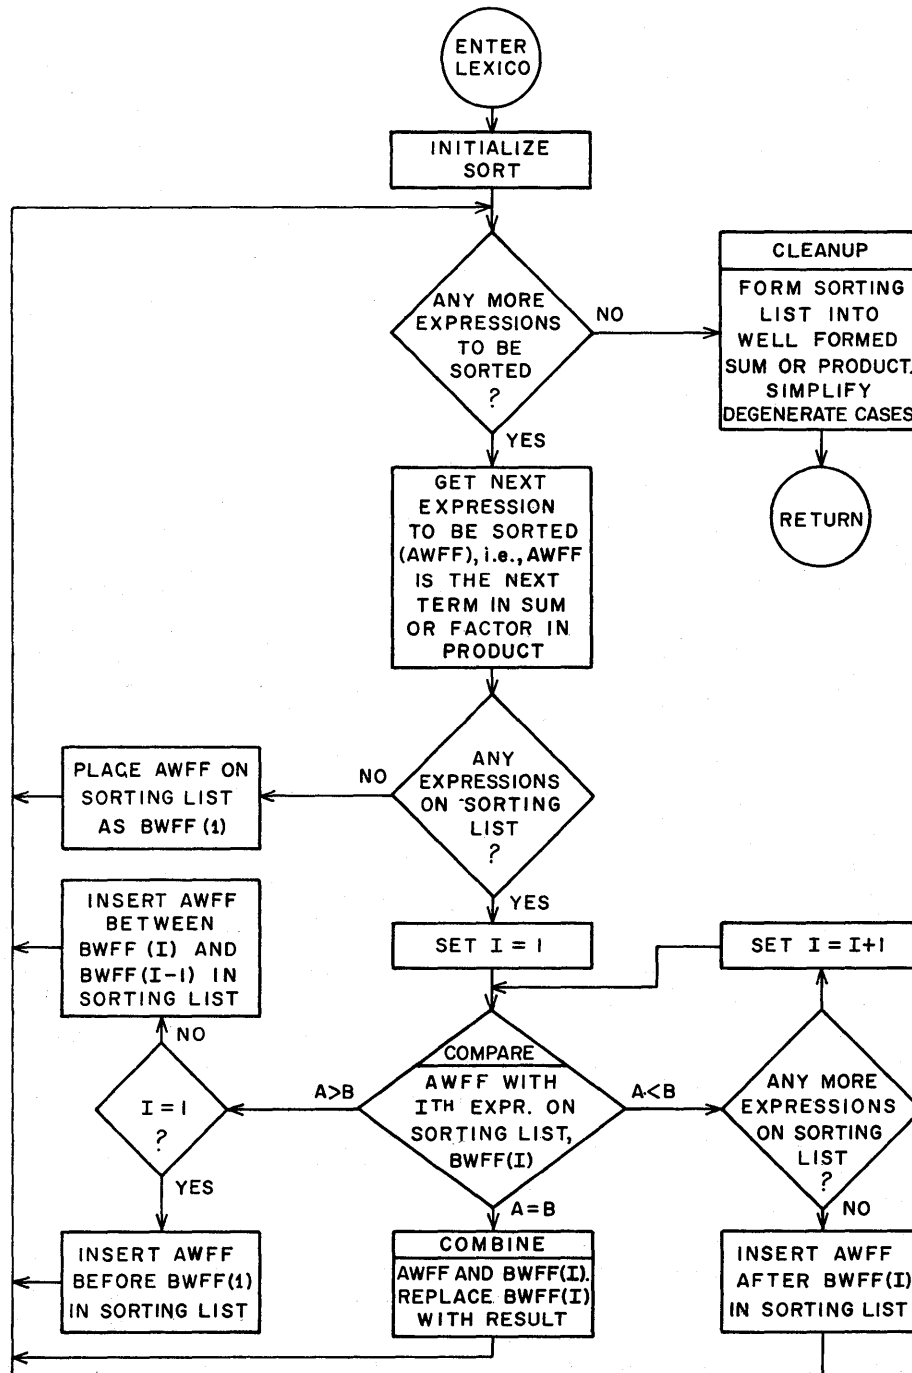 ENTER
LEXICO
INITIALIZE
SORT
ANY MORE
EXPRESSIONS
TO BE
SORTED
?
NO
CLEANUP
FORM SORTING
LIST INTO
WELL FORMED
SUM OR PRODUCT.
SIMPLIFY
DEGENERATE CASES
RETURN
YES
GET NEXT
EXPRESSION
TO BE SORTED
(AWFF), i.e., AWFF
IS THE NEXT
TERM IN SUM
OR FACTOR IN
PRODUCT
ANY
EXPRESSIONS
ON SORTING
LIST
?
NO
PLACE AWFF ON
SORTING LIST
AS BWFF (1)
YES
SET I = 1
SET I = I+1
INSERT AWFF
BETWEEN
BWFF (I) AND
BWFF(I-1) IN
SORTING LIST
NO
COMPARE
AWFF WITH
ITH EXPR. ON
SORTING LIST,
BWFF(I)
A>B
I = 1
?
YES
INSERT AWFF
BEFORE BWFF(1)
IN SORTING LIST
A=B
COMBINE
AWFF AND BWFF(I).
REPLACE BWFF(I)
WITH RESULT
A<B
ANY MORE
EXPRESSIONS
ON SORTING
LIST
?
NO
INSERT AWFF
AFTER BWFF(I)
IN SORTING LIST